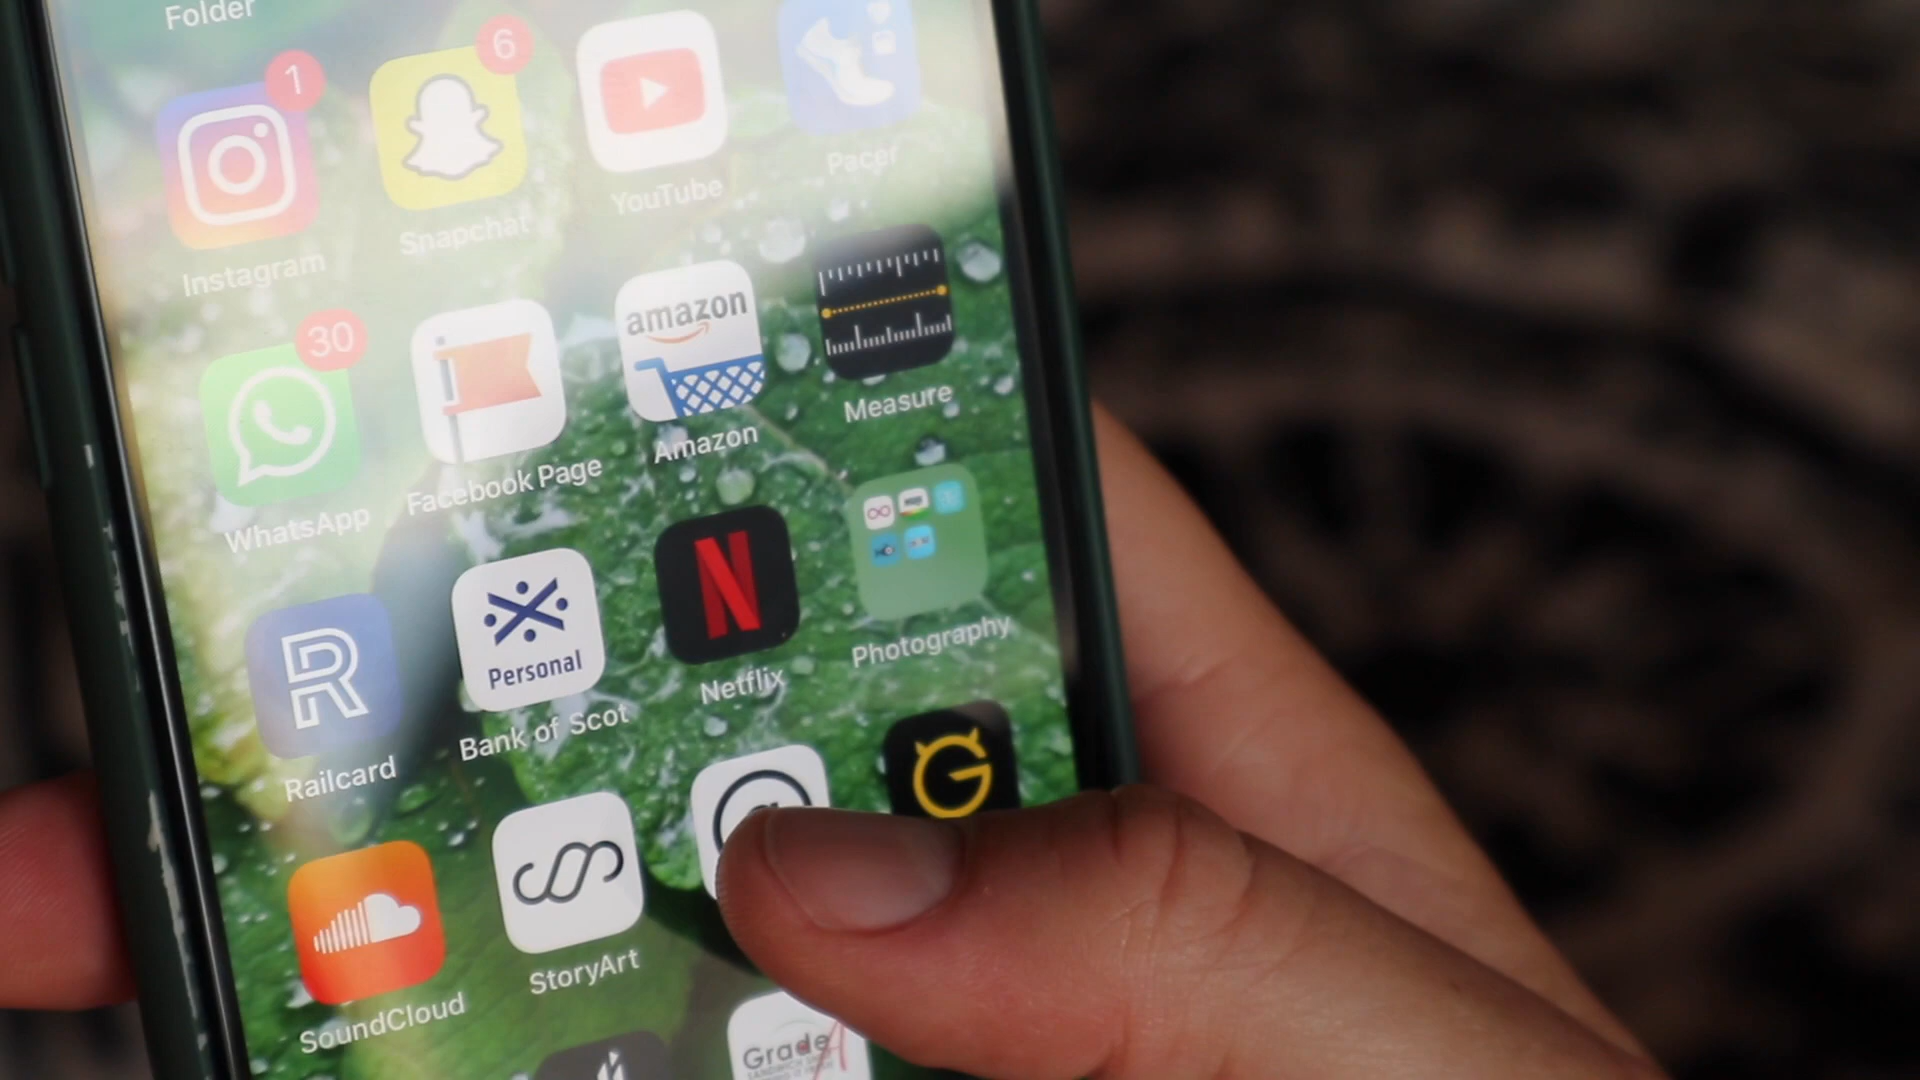 Folder
1
6
Instagram
Snapchat
YouTube
Pacer
30
amazon
WhatsApp
Facebook Page
Amazon
Measure
R
Personal
N
Railcard
Bank of Scot
Netflix
Photography
G
SoundCloud
StoryArt
Grade
SANDWICH